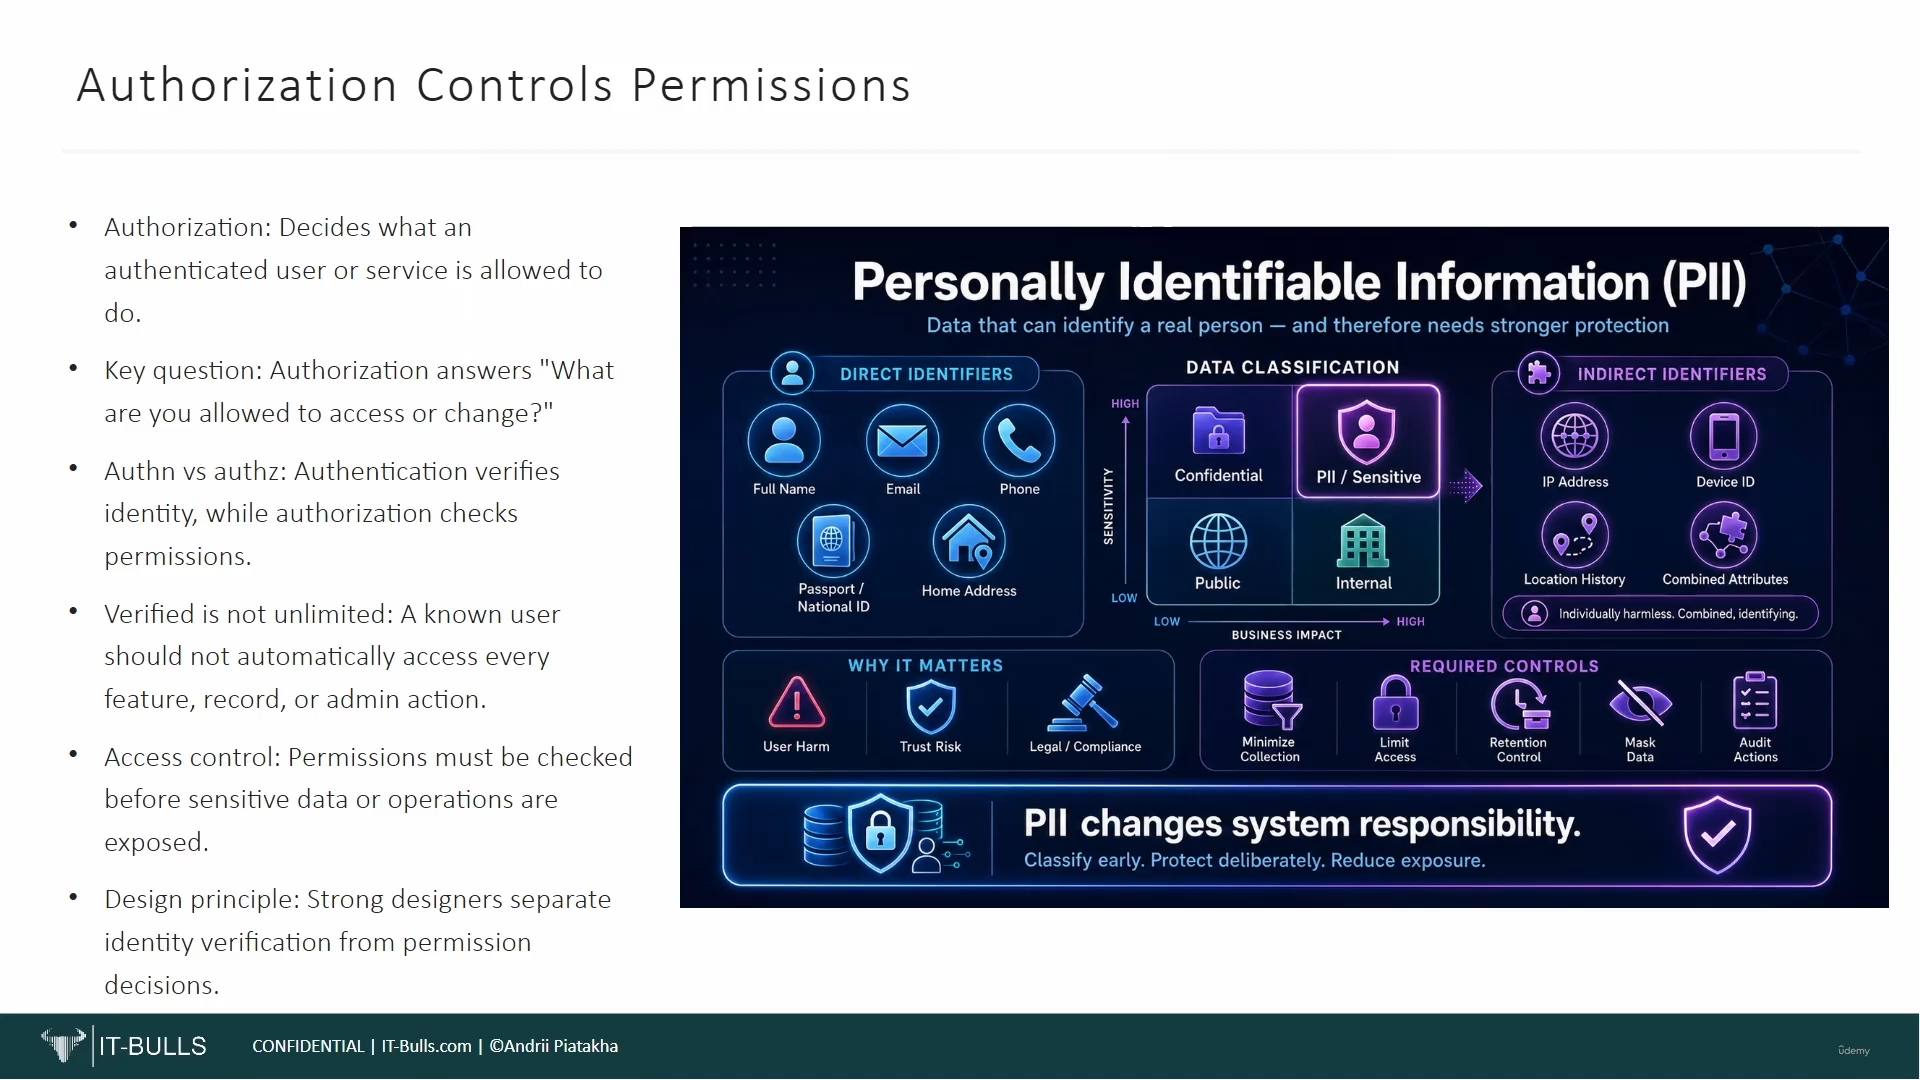 Authorization Controls Permissions
• Authorization: Decides what an
authenticated user or service is allowed to
do.
• Key question: Authorization answers "What
are you allowed to access or change?"
• Authn vs authz: Authentication verifies
identity, while authorization checks
permissions.
• Verified is not unlimited: A known user
should not automatically access every
feature, record, or admin action.
• Access control: Permissions must be checked
before sensitive data or operations are
exposed.
• Design principle: Strong designers separate
identity verification from permission
decisions.
Personally Identifiable Information (PII)
Data that can identify a real person — and therefore needs stronger protection
DIRECT IDENTIFIERS
Full Name
Email
Phone
Passport /
National ID
Home Address
DATA CLASSIFICATION
HIGH
SENSITIVITY
LOW
Confidential
PII / Sensitive
Public
Internal
LOW
HIGH
BUSINESS IMPACT
INDIRECT IDENTIFIERS
IP Address
Device ID
Location History
Combined Attributes
Individually harmless. Combined, identifying.
WHY IT MATTERS
User Harm
Trust Risk
Legal / Compliance
REQUIRED CONTROLS
Minimize
Collection
Limit
Access
Retention
Control
Mask
Data
Audit
Actions
PII changes system responsibility.
Classify early. Protect deliberately. Reduce exposure.
IT-BULLS
CONFIDENTIAL | IT-Bulls.com | ©Andrii Piatakha
udemy